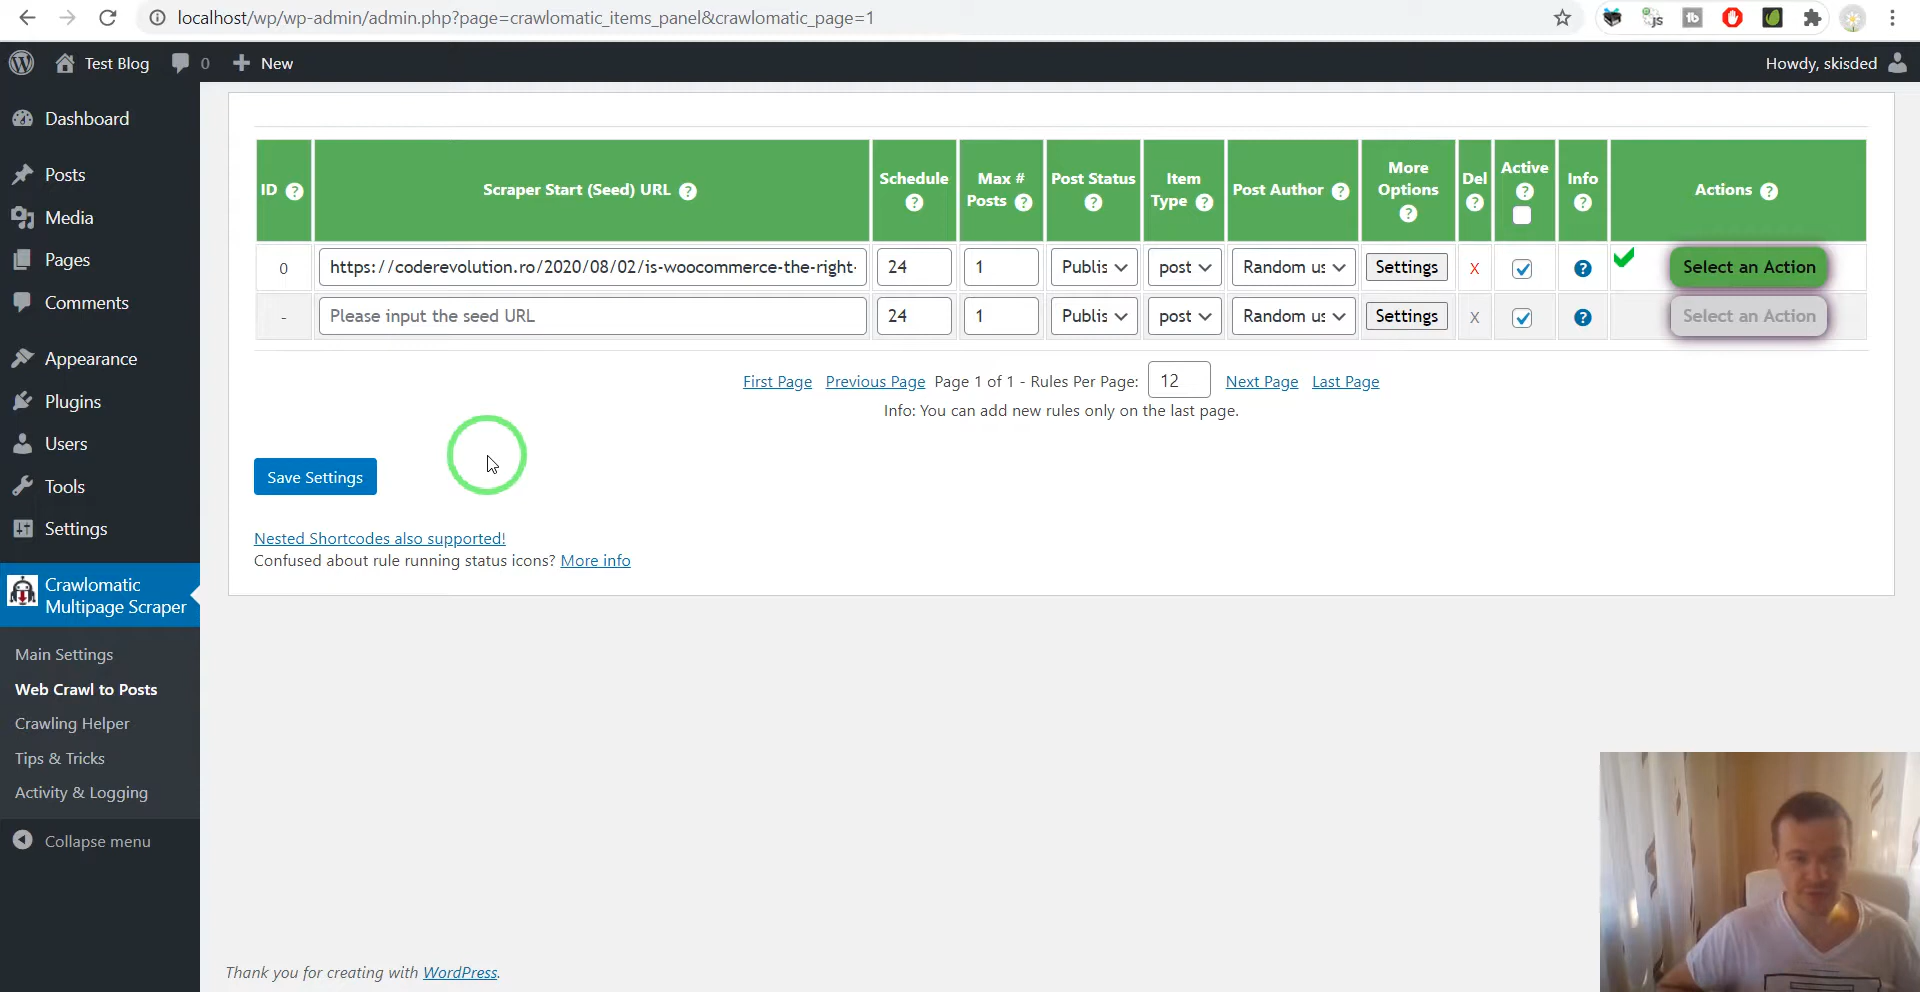 localhost/wp/wp-admin/admin.php?page=crawlomatic_items_panel&crawlomatic_page=1
Test Blog 0 New
Howdy, skisded
Dashboard
Posts
Media
Pages
Comments
Appearance
Plugins
Users
Tools
Settings
Crawlomatic
Multipage Scraper
Main Settings
Web Crawl to Posts
Crawling Helper
Tips & Tricks
Activity & Logging
Collapse menu
ID ? Scraper Start (Seed) URL ? Schedule ? Max # Posts ? Post Status ? Item Type ? Post Author ? More Options ? Del ? Active ? Info ? Actions ?
0 https://coderevolution.ro/2020/08/02/is-woocommerce-the-right- 24 1 Publis post Random us Settings X ? Select an Action
- Please input the seed URL 24 1 Publis post Random us Settings X ? Select an Action
First Page Previous Page Page 1 of 1 - Rules Per Page: 12 Next Page Last Page
Info: You can add new rules only on the last page.
Save Settings
Nested Shortcodes also supported!
Confused about rule running status icons? More info
Thank you for creating with WordPress.